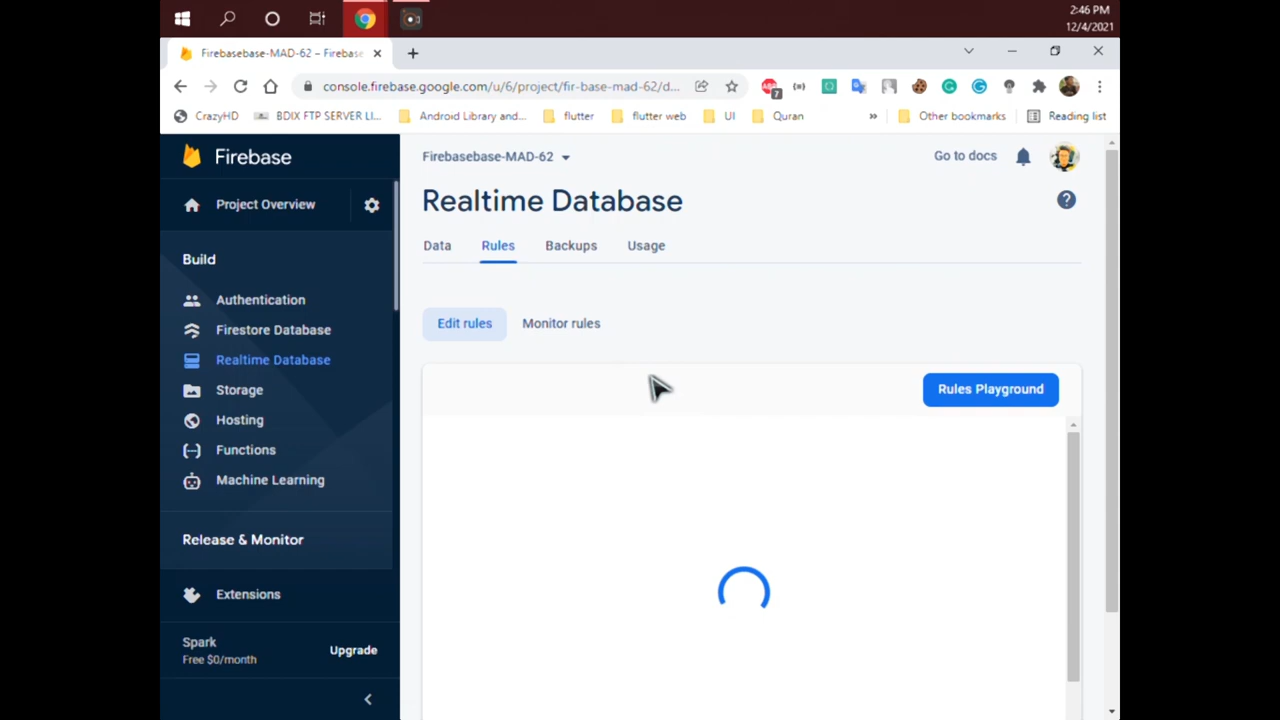 2:46 PM
12/4/2021
Firebasebase-MAD-62 – Firebase
console.firebase.google.com/u/6/project/fir-base-mad-62/d...
7
CrazyHD
BDIX FTP SERVER LI...
Android Library and...
flutter
flutter web
UI
Quran
»
Other bookmarks
Reading list
Firebase
Firebasebase-MAD-62
Go to docs
Project Overview
Realtime Database
Data
Rules
Backups
Usage
Build
Authentication
Firestore Database
Realtime Database
Storage
Hosting
Functions
Machine Learning
Edit rules
Monitor rules
Rules Playground
Release & Monitor
Extensions
Spark
Free $0/month
Upgrade